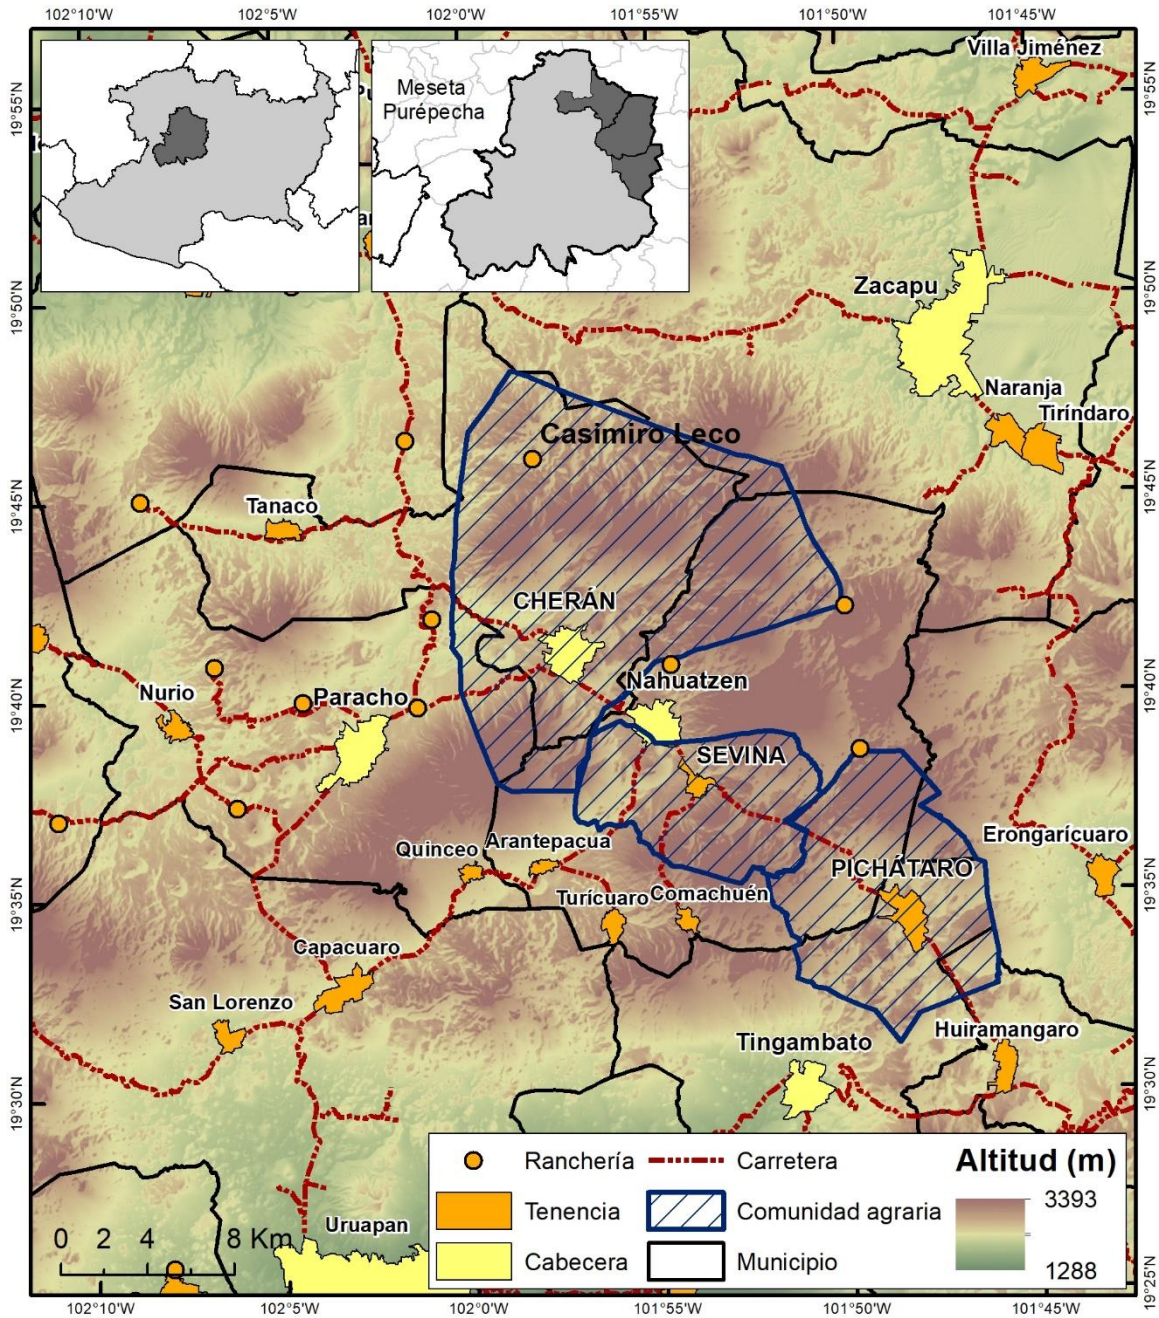 102°10'W
102°5'W
102°0'W
101°55'W
101°50'W
101°45'W
Villa Jiménez
Meseta
Purépecha
19°55'N
19°55'N
Zacapu
19°50'N
19°50'N
Naranja
Tiríndaro
Casimiro Leco
Tanaco
19°45'N
19°45'N
CHERÁN
Nurio
Paracho
Nahuatzen
19°40'N
19°40'N
SEVINA
Quinceo
Arantepacua
Erongarícuaro
PICHÁTARO
Turícuaro
Comachuén
19°35'N
19°35'N
Capacuaro
San Lorenzo
Huiramangaro
Tingambato
19°30'N
19°30'N
Ranchería
Carretera
Altitud (m)
Tenencia
Comunidad agraria
3393
Cabecera
Municipio
1288
Uruapan
0 2 4 8 Km
19°25'N
102°10'W
102°5'W
102°0'W
101°55'W
101°50'W
101°45'W